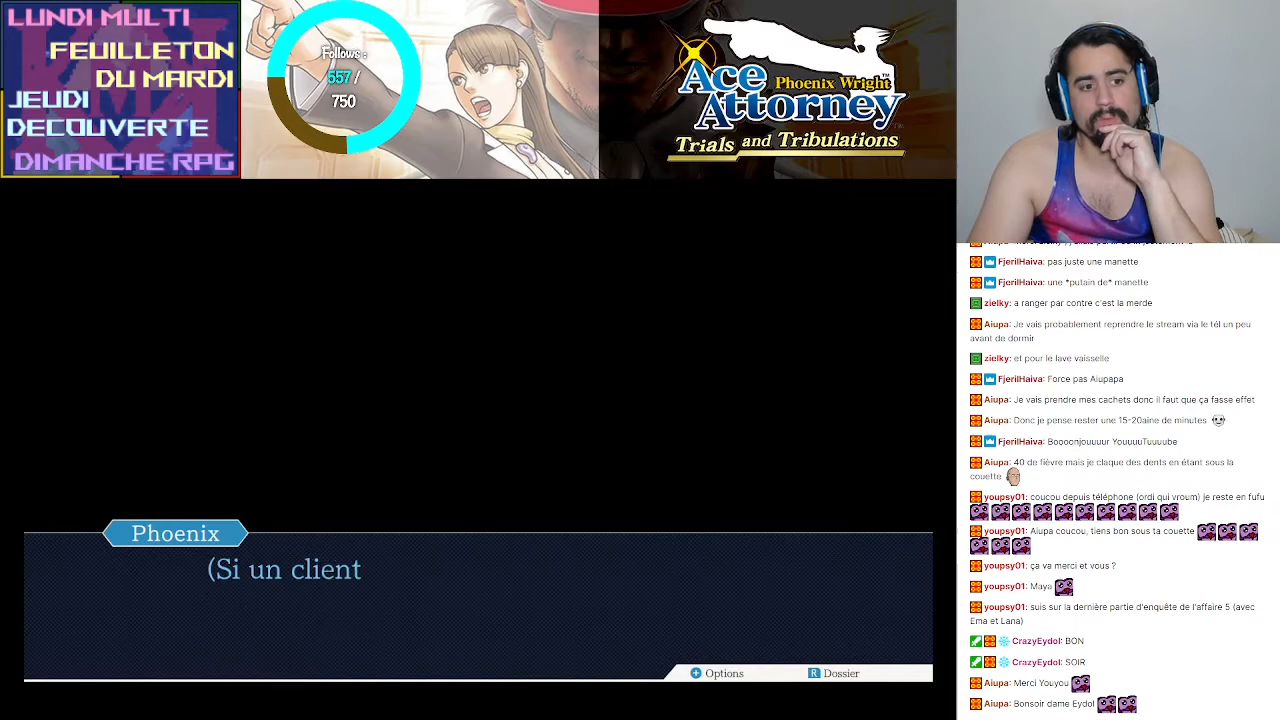 LUNDI MULTI
FEUILLETON
DU MARDI
JEUDI
DECOUVERTE
DIMANCHE RPG
Follows :
557 /
750
Phoenix Wright
Ace
Attorney
Trials and Tribulations
FjerilHaiva: pas juste une manette
FjerilHaiva: une *putain de* manette
zielky: a ranger par contre c'est la merde
Aiupa: Je vais probablement reprendre le stream via le tél un peu
avant de dormir
zielky: et pour le lave vaisselle
FjerilHaiva: Force pas Aiupapa
Aiupa: Je vais prendre mes cachets donc il faut que ça fasse effet
Aiupa: Donc je pense rester une 15-20aine de minutes
FjerilHaiva: Boooonjouuuur YouuuuTuuuube
Aiupa: 40 de fièvre mais je claque des dents en étant sous la
couette
youpsy01: coucou depuis téléphone (ordi qui vroum) je reste en fufu
youpsy01: Aiupa coucou, tiens bon sous ta couette
youpsy01: ça va merci et vous ?
youpsy01: Maya
youpsy01: suis sur la dernière partie d'enquête de l'affaire 5 (avec
Ema et Lana)
CrazyEydol: BON
CrazyEydol: SOIR
Aiupa: Merci Youyou
Aiupa: Bonsoir dame Eydol
Phoenix
(Si un client
Options
R Dossier